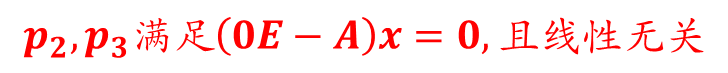 p₂,p₃满足(0E − A)x = 0, 且线性无关